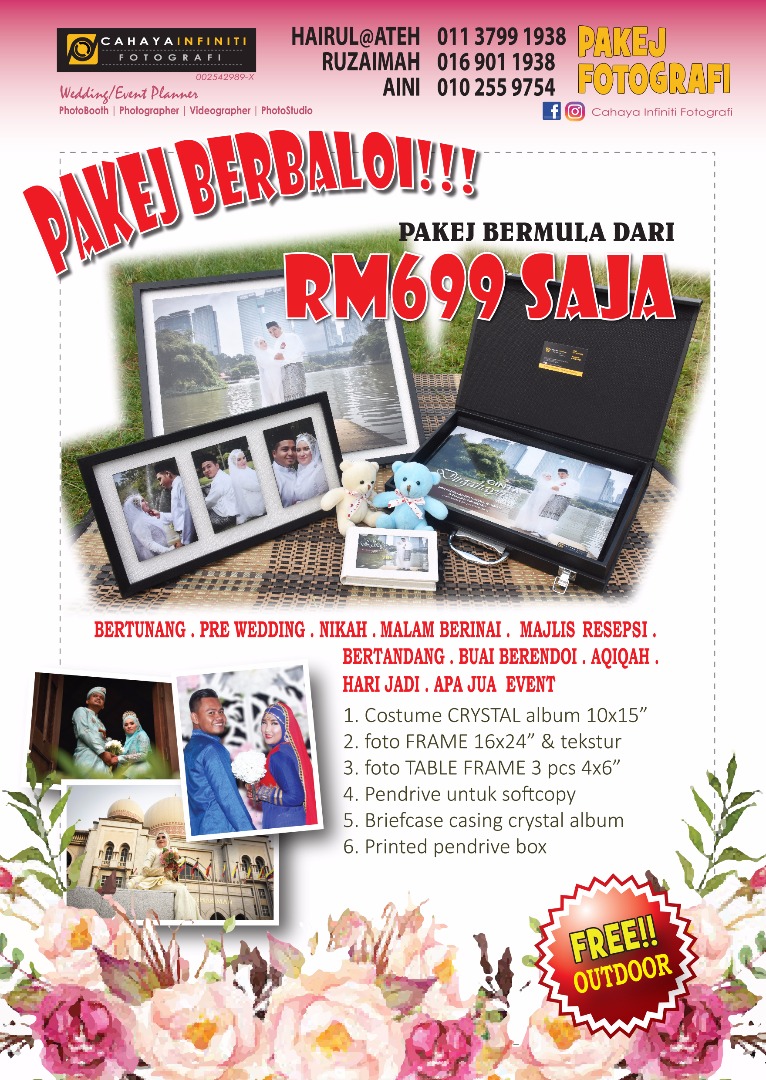 CAHAYA INFINITI
FOTOGRAFI
002542989-X
Wedding/Event Planner
PhotoBooth | Photographer | Videographer | PhotoStudio
HAIRUL@ATEH 011 3799 1938
RUZAIMAH 016 901 1938
AINI 010 255 9754
PAKEJ
FOTOGRAFI
Cahaya Infiniti Fotografi
PAKEJ BERBALOI!!!
PAKEJ BERMULA DARI
RM699 SAJA
BERTUNANG . PRE WEDDING . NIKAH . MALAM BERINAI . MAJLIS RESEPSI .
BERTANDANG . BUAI BERENDOI . AQIQAH .
HARI JADI . APA JUA EVENT
1. Costume CRYSTAL album 10x15”
2. foto FRAME 16x24” & tekstur
3. foto TABLE FRAME 3 pcs 4x6”
4. Pendrive untuk softcopy
5. Briefcase casing crystal album
6. Printed pendrive box
FREE!!
OUTDOOR